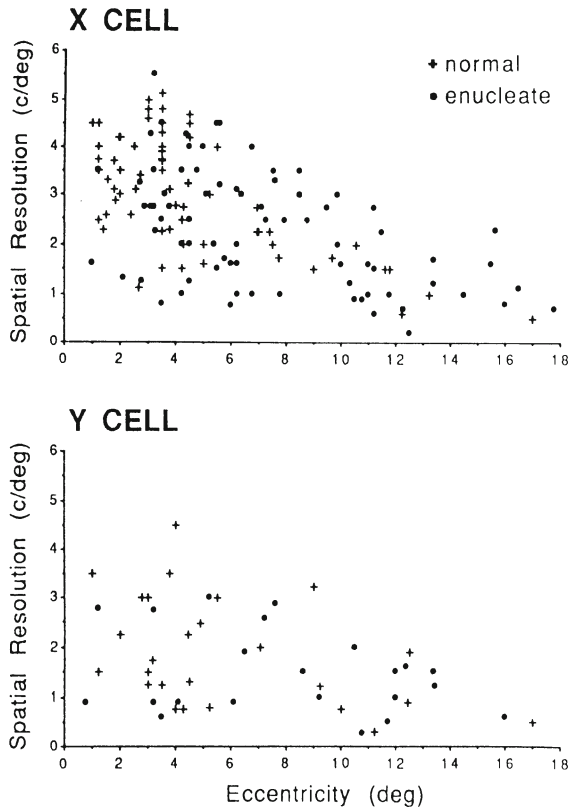 X CELL
Spatial Resolution (c/deg)
6
5
4
3
2
1
0
+ normal
• enucleate
0 2 4 6 8 10 12 14 16 18
Y CELL
Spatial Resolution (c/deg)
6
5
4
3
2
1
0
0 2 4 6 8 10 12 14 16 18
Eccentricity (deg)